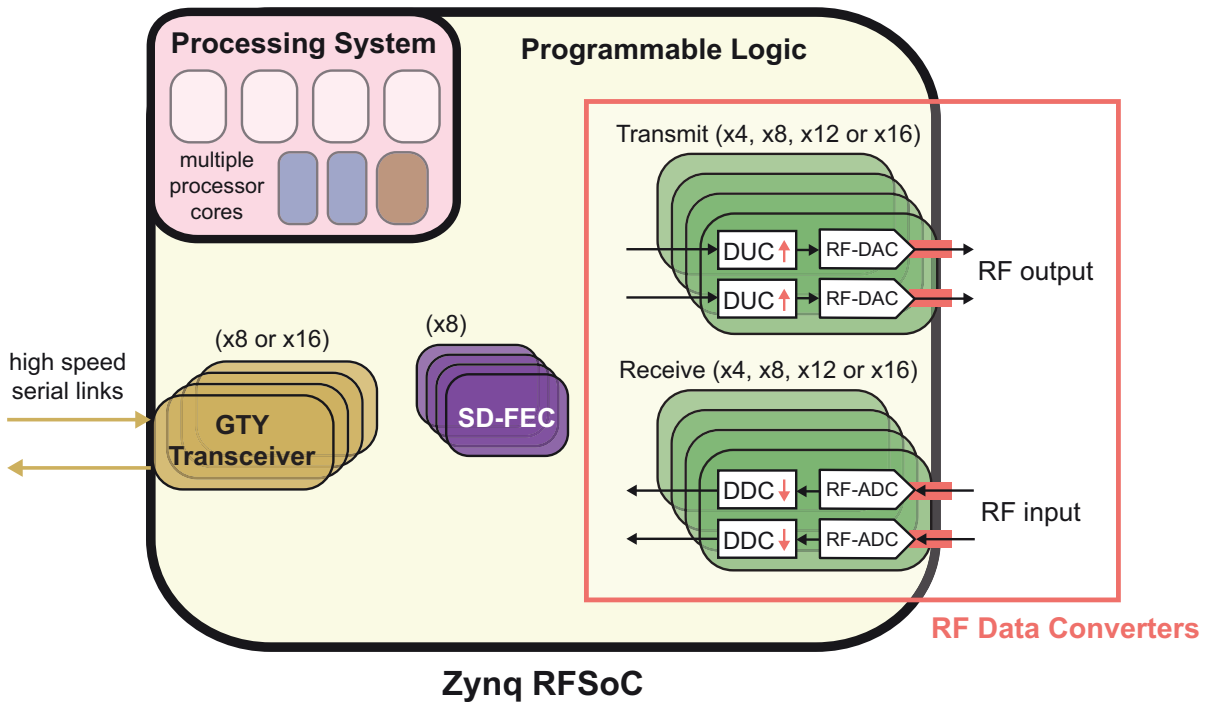 Processing System
multiple
processor
cores
Programmable Logic
Transmit (x4, x8, x12 or x16)
DUC
RF-DAC
DUC
RF-DAC
RF output
(x8 or x16)
high speed
serial links
GTY
Transceiver
(x8)
SD-FEC
Receive (x4, x8, x12 or x16)
DDC
RF-ADC
DDC
RF-ADC
RF input
RF Data Converters
Zynq RFSoC